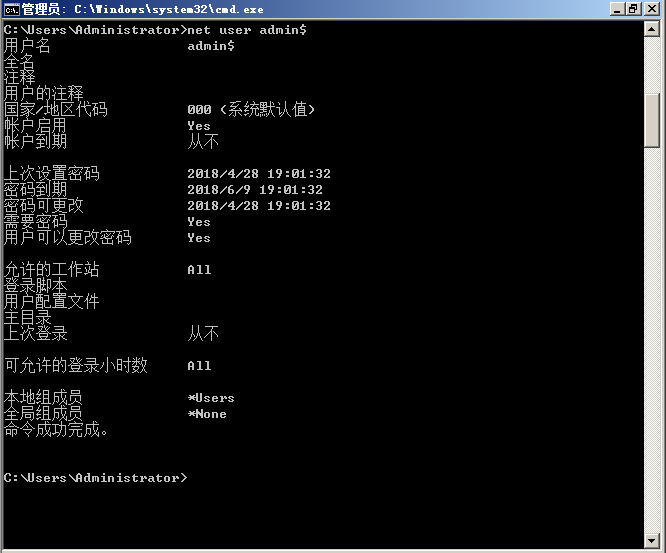 管理员: C:\Windows\system32\cmd.exe
C:\Users\Administrator>net user admin$
用户名 admin$
全名
注释
用户的注释
国家/地区代码 000 (系统默认值)
帐户启用 Yes
帐户到期 从不
上次设置密码 2018/4/28 19:01:32
密码到期 2018/6/9 19:01:32
密码可更改 2018/4/28 19:01:32
需要密码 Yes
用户可以更改密码 Yes
允许的工作站 All
登录脚本
用户配置文件
主目录
上次登录 从不
可允许的登录小时数 All
本地组成员 *Users
全局组成员 *None
命令成功完成。
C:\Users\Administrator>